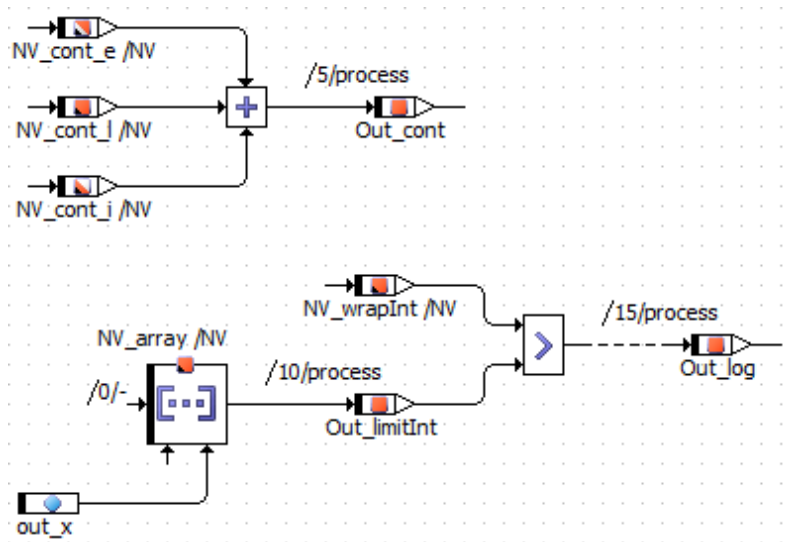 NV_cont_e /NV
/5/process
NV_cont_l /NV
Out_cont
NV_cont_i /NV
NV_wrapInt /NV
/15/process
NV_array /NV
Out_log
/10/process
/0/-
Out_limitInt
out_x